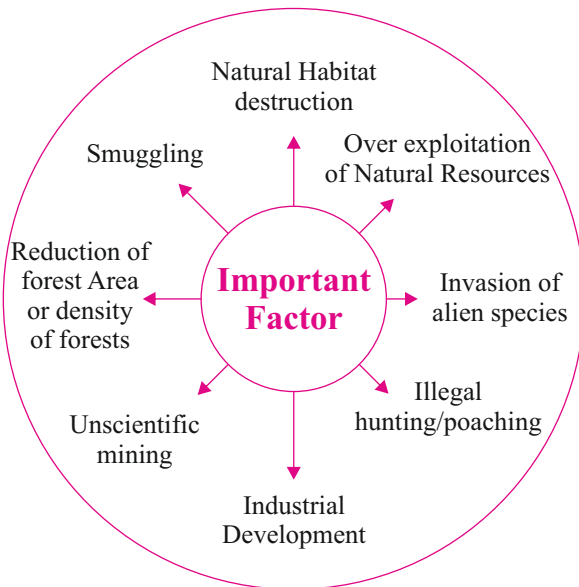 Natural Habitat
destruction
Over exploitation
of Natural Resources
Invasion of
alien species
Illegal
hunting/poaching
Industrial
Development
Unscientific
mining
Reduction of
forest Area
or density
of forests
Smuggling
Important
Factor